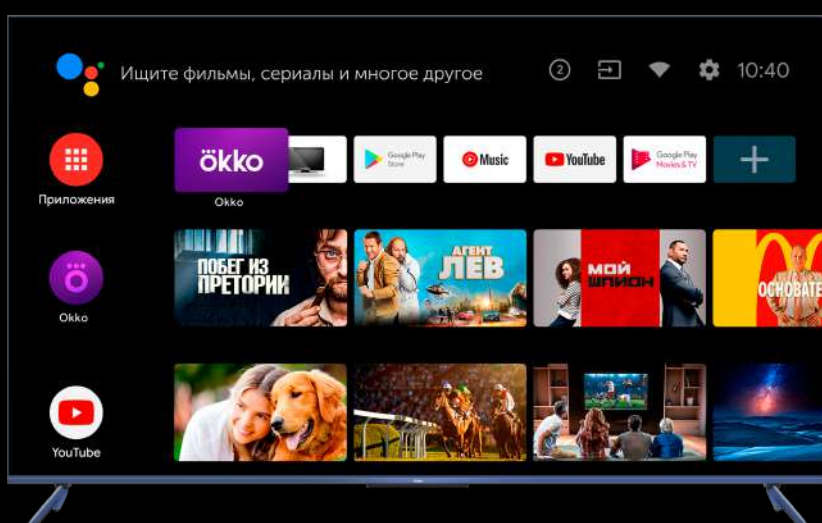 Ищите фильмы, сериалы и многое другое
2
10:40
Приложения
ökko
Google Play
Store
Music
YouTube
Google Play
Movies & TV
Okko
ПОБЕГ ИЗ
ПРЕТОРИИ
АГЕНТ
ЛЕВ
МОЙ
ШПИОН
ОСНОВАТЕ
Okko
YouTube